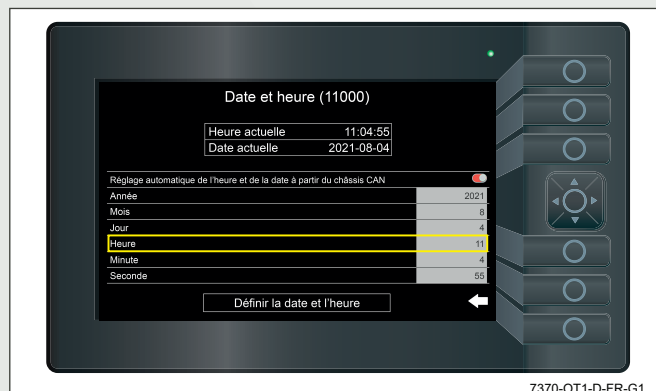 Date et heure (11000)
Heure actuelle 11:04:55
Date actuelle 2021-08-04
Réglage automatique de l'heure et de la date à partir du châssis CAN
Année 2021
Mois 8
Jour 4
Heure 11
Minute 4
Seconde 55
Définir la date et l'heure
7370-OT1-D-FR-G1